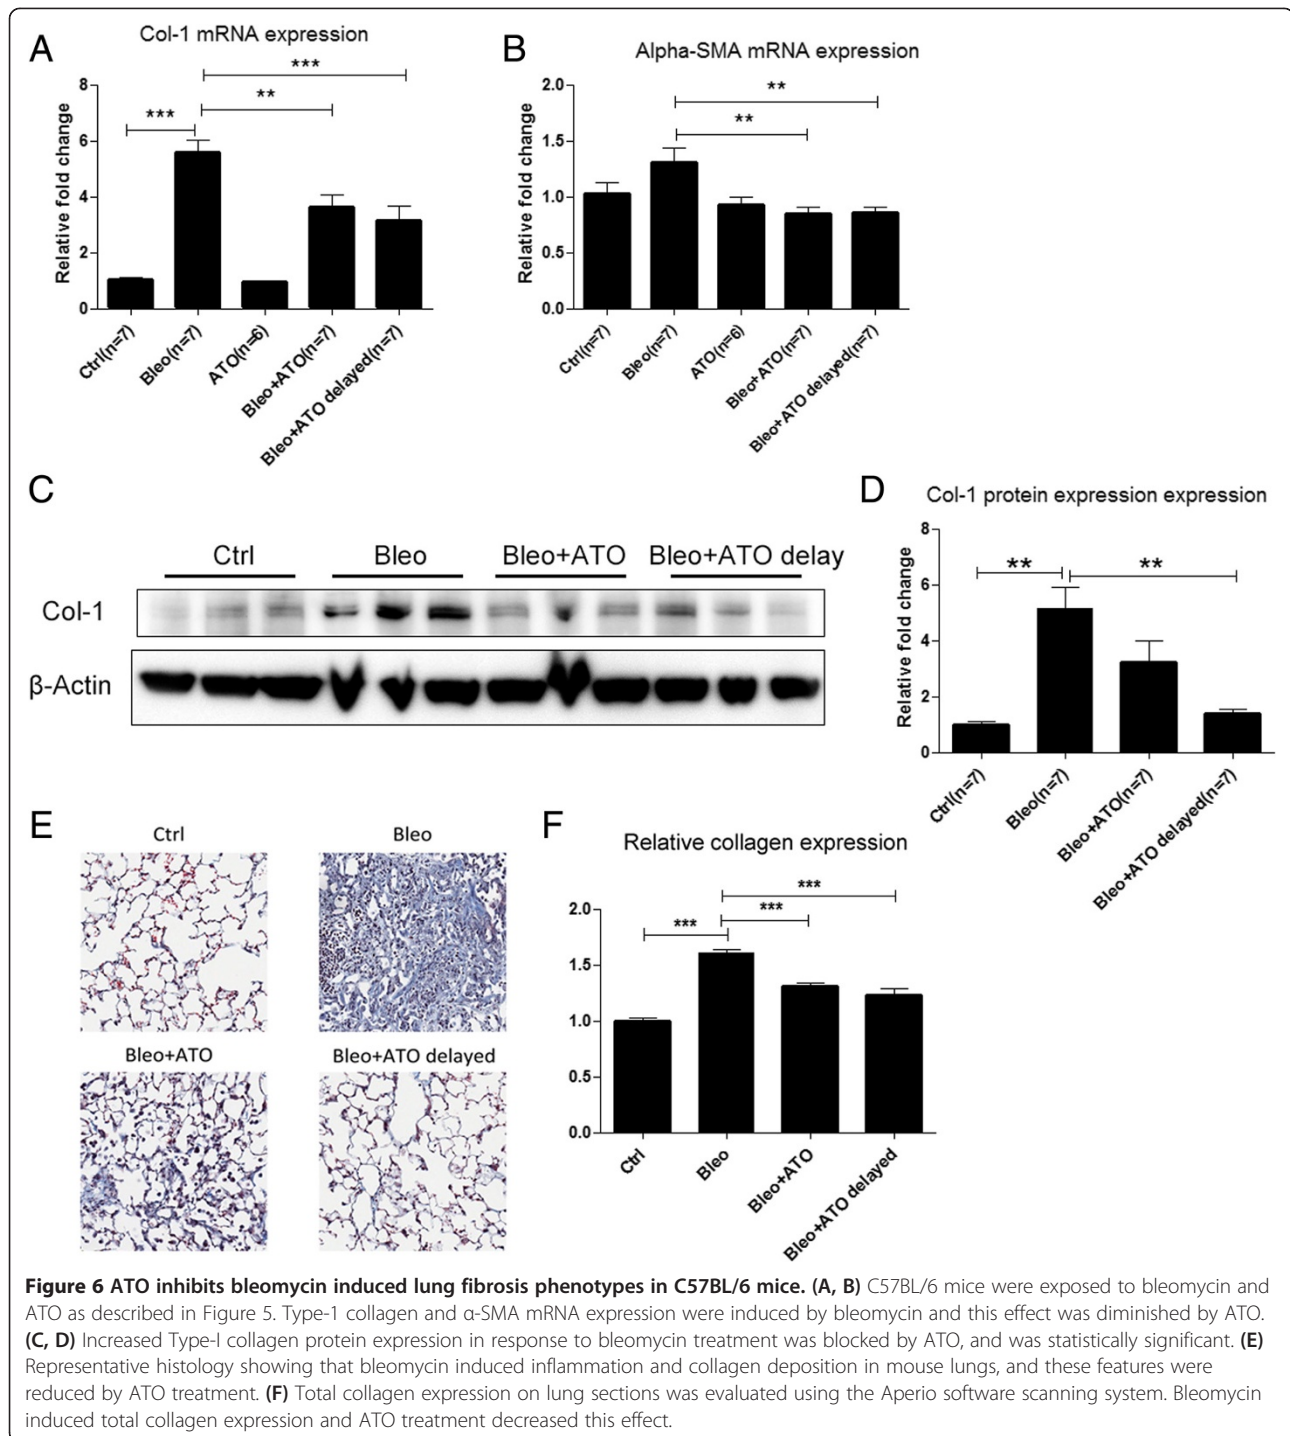 A
Col-1 mRNA expression
Relative fold change
8
6
4
2
0
***
**
***
Ctrl(n=7)
Bleo(n=7)
ATO(n=6)
Bleo+ATO(n=7)
Bleo+ATO delayed(n=7)
B
Alpha-SMA mRNA expression
Relative fold change
2.0
1.5
1.0
0.5
0.0
**
**
Ctrl(n=7)
Bleo(n=7)
ATO(n=6)
Bleo+ATO(n=7)
Bleo+ATO delayed(n=7)
C
Ctrl
Bleo
Bleo+ATO
Bleo+ATO delay
Col-1
β-Actin
D
Col-1 protein expression expression
Relative fold change
8
6
4
2
0
**
**
Ctrl(n=7)
Bleo(n=7)
Bleo+ATO(n=7)
Bleo+ATO delayed(n=7)
E
Ctrl
Bleo
Bleo+ATO
Bleo+ATO delayed
F
Relative collagen expression
2.0
1.5
1.0
0.5
0.0
***
***
***
Ctrl
Bleo
Bleo+ATO
Bleo+ATO delayed
Figure 6 ATO inhibits bleomycin induced lung fibrosis phenotypes in C57BL/6 mice. (A, B) C57BL/6 mice were exposed to bleomycin and
ATO as described in Figure 5. Type-1 collagen and α-SMA mRNA expression were induced by bleomycin and this effect was diminished by ATO.
(C, D) Increased Type-I collagen protein expression in response to bleomycin treatment was blocked by ATO, and was statistically significant. (E)
Representative histology showing that bleomycin induced inflammation and collagen deposition in mouse lungs, and these features were
reduced by ATO treatment. (F) Total collagen expression on lung sections was evaluated using the Aperio software scanning system. Bleomycin
induced total collagen expression and ATO treatment decreased this effect.